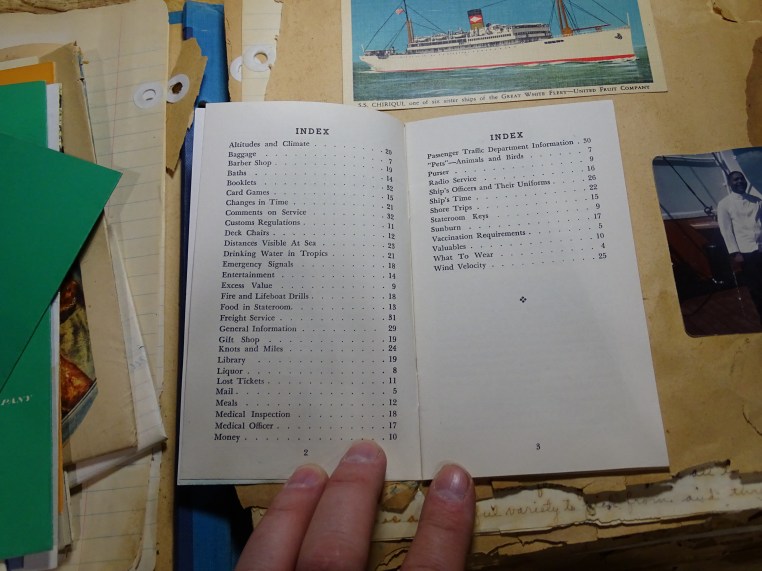 S.S. CHIRIQUE one of six sister ships of the GREAT WHITE FLEET—UNITED FRUIT COMPANY
INDEX
Altitudes and Climate . . . 20
Baggage . . . 7
Barber Shop . . . 19
Baths . . . 14
Booklets . . . 32
Card Games . . . 15
Changes in Time . . . 21
Comments on Service . . . 32
Customs Regulations . . . 11
Deck Chairs . . . 12
Distances Visible At Sea . . . 23
Drinking Water in Tropics . . . 21
Emergency Signals . . . 18
Entertainment . . . 14
Excess Value . . . 9
Fire and Lifeboat Drills . . . 18
Food in Stateroom . . . 13
Freight Service . . . 31
General Information . . . 29
Gift Shop . . . 19
Knots and Miles . . . 24
Library . . . 19
Liquor . . . 8
Lost Tickets . . . 11
Mail . . . 5
Meals . . . 12
Medical Inspection . . . 18
Medical Officer . . . 17
Money . . . 10
2
INDEX
Passenger Traffic Department Information . 30
"Pets"—Animals and Birds . . . 7
Purser . . . 9
Radio Service . . . 16
Ship's Officers and Their Uniforms . . . 26
Ship's Time . . . 22
Shore Trips . . . 15
Stateroom Keys . . . 9
Sunburn . . . 17
Vaccination Requirements . . . 5
Valuables . . . 10
What To Wear . . . 4
Wind Velocity . . . 25
3
MPANY
variety to